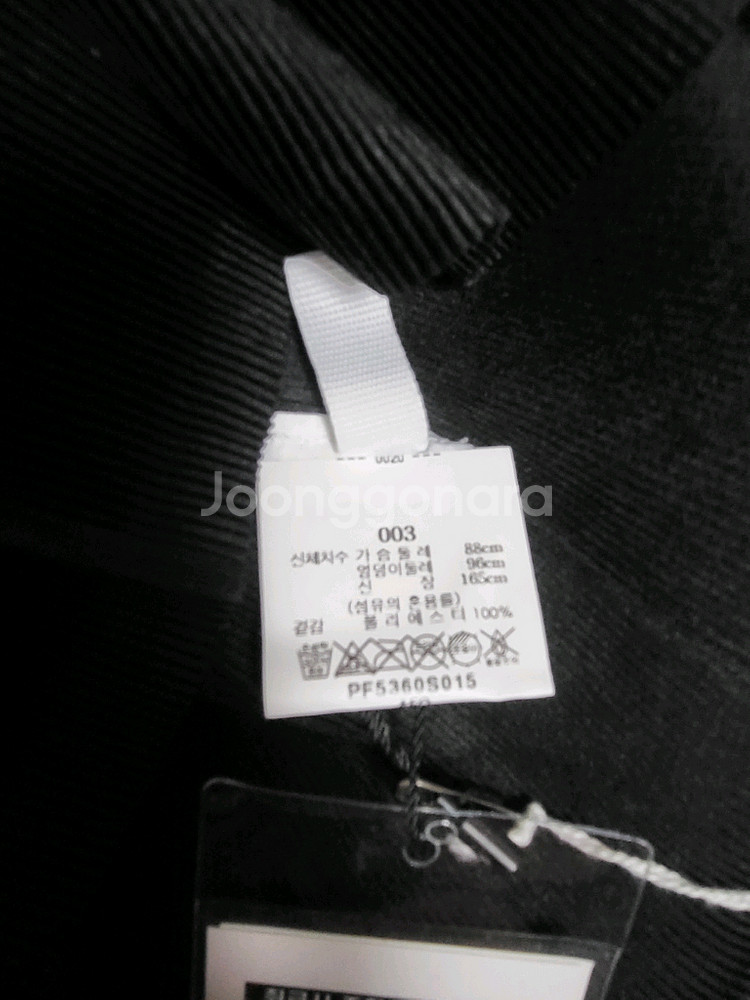 --- 0020 ---
Joonggonara
003
신체치수 가슴둘레 88cm
엉덩이둘레 96cm
신 장 165cm
(섬유의 혼용률)
겉감 폴리에스터 100%
PF5360S015